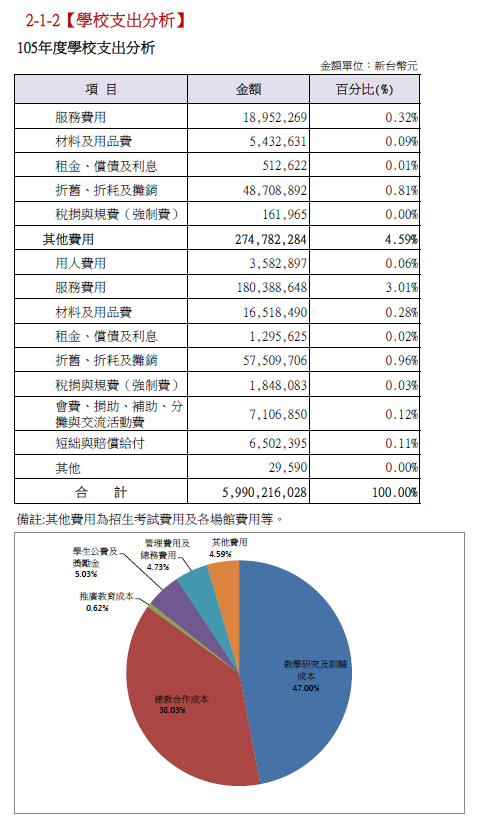 2-1-2【學校支出分析】
105年度學校支出分析
金額單位：新台幣元
項 目 金額 百分比(%)
服務費用 18,952,269 0.32%
材料及用品費 5,432,631 0.09%
租金、償債及利息 512,622 0.01%
折舊、折耗及攤銷 48,708,892 0.81%
稅捐與規費（強制費） 161,965 0.00%
其他費用 274,782,284 4.59%
用人費用 3,582,897 0.06%
服務費用 180,388,648 3.01%
材料及用品費 16,518,490 0.28%
租金、償債及利息 1,295,625 0.02%
折舊、折耗及攤銷 57,509,706 0.96%
稅捐與規費（強制費） 1,848,083 0.03%
會費、捐助、補助、分
攤與交流活動費 7,106,850 0.12%
短絀與賠償給付 6,502,395 0.11%
其他 29,590 0.00%
合 計 5,990,216,028 100.00%
備註:其他費用為招生考試費用及各場館費用等。
其他費用
4.59%
管理費用及
總務費用
4.73%
學生公費及
獎勵金
5.03%
推廣教育成本
0.62%
教學研究及訓輔
成本
47.00%
建教合作成本
38.03%